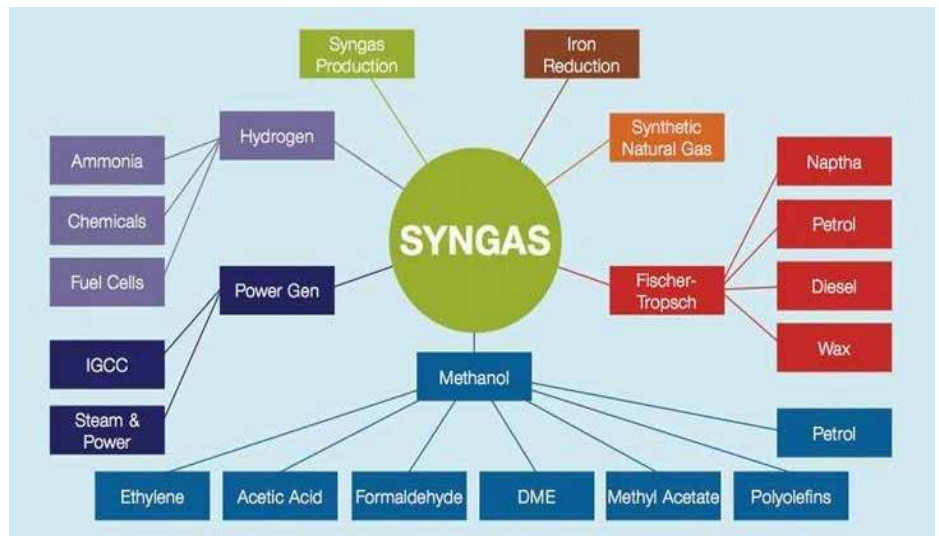 Syngas
Production
Iron
Reduction
Hydrogen
Synthetic
Natural Gas
Ammonia
Naptha
Chemicals
Petrol
SYNGAS
Fuel Cells
Power Gen
Fischer-
Tropsch
Diesel
IGCC
Methanol
Wax
Steam &
Power
Petrol
Ethylene
Acetic Acid
Formaldehyde
DME
Methyl Acetate
Polyolefins